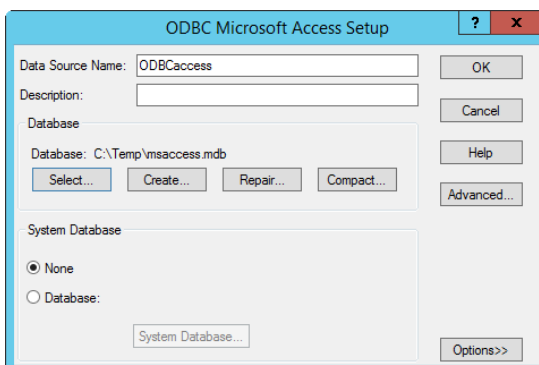 ODBC Microsoft Access Setup
? x
Data Source Name: ODBCaccess
OK
Description:
Cancel
Database
Database: C:\Temp\msaccess.mdb
Help
Select... Create... Repair... Compact...
Advanced...
System Database
None
Database:
System Database...
Options>>